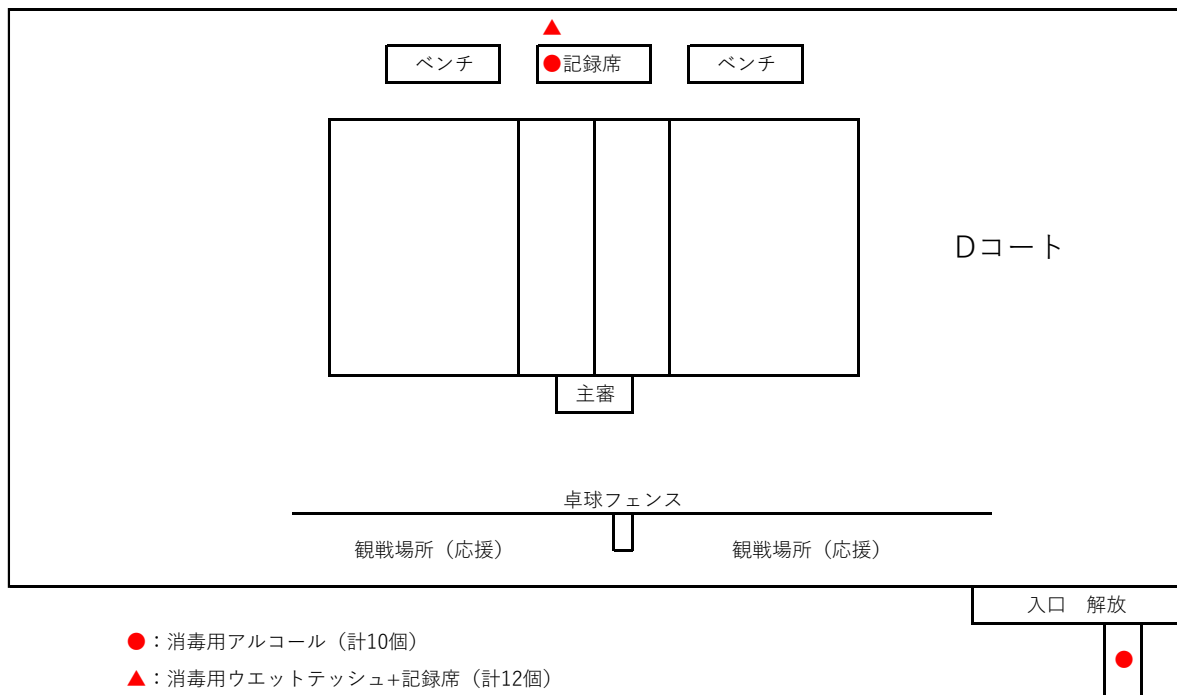 ▲
ベンチ ●記録席 ベンチ
Dコート
主審
卓球フェンス
観戦場所（応援） 観戦場所（応援）
入口　解放
●：消毒用アルコール（計10個）
●
▲：消毒用ウエットテッシュ+記録席（計12個）